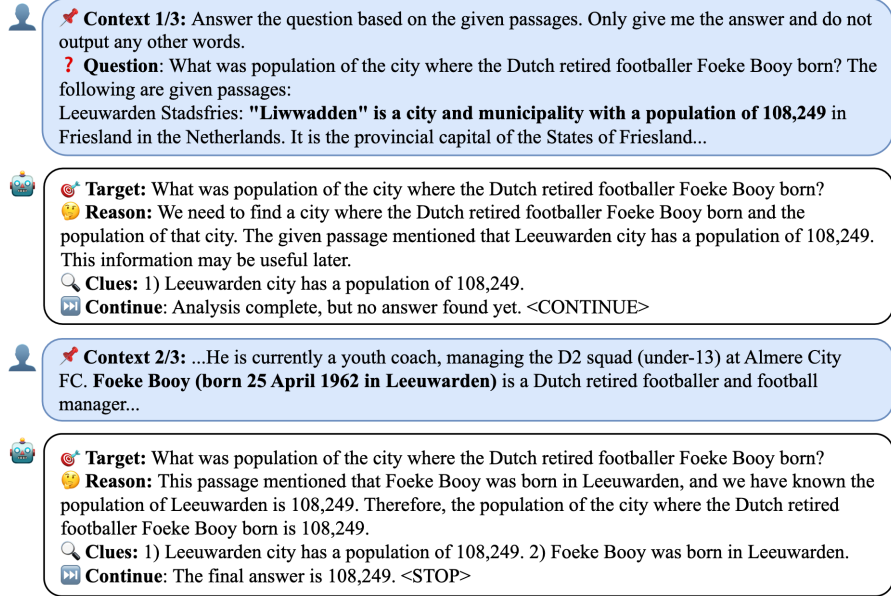 📌 Context 1/3: Answer the question based on the given passages. Only give me the answer and do not
output any other words.
❓ Question: What was population of the city where the Dutch retired footballer Foeke Booy born? The
following are given passages:
Leeuwarden Stadsfries: "Liwwadden" is a city and municipality with a population of 108,249 in
Friesland in the Netherlands. It is the provincial capital of the States of Friesland...
🎯 Target: What was population of the city where the Dutch retired footballer Foeke Booy born?
🤔 Reason: We need to find a city where the Dutch retired footballer Foeke Booy born and the
population of that city. The given passage mentioned that Leeuwarden city has a population of 108,249.
This information may be useful later.
🔍 Clues: 1) Leeuwarden city has a population of 108,249.
⏭️ Continue: Analysis complete, but no answer found yet. <CONTINUE>
📌 Context 2/3: ...He is currently a youth coach, managing the D2 squad (under-13) at Almere City
FC. Foeke Booy (born 25 April 1962 in Leeuwarden) is a Dutch retired footballer and football
manager...
🎯 Target: What was population of the city where the Dutch retired footballer Foeke Booy born?
🤔 Reason: This passage mentioned that Foeke Booy was born in Leeuwarden, and we have known the
population of Leeuwarden is 108,249. Therefore, the population of the city where the Dutch retired
footballer Foeke Booy born is 108,249.
🔍 Clues: 1) Leeuwarden city has a population of 108,249. 2) Foeke Booy was born in Leeuwarden.
⏭️ Continue: The final answer is 108,249. <STOP>